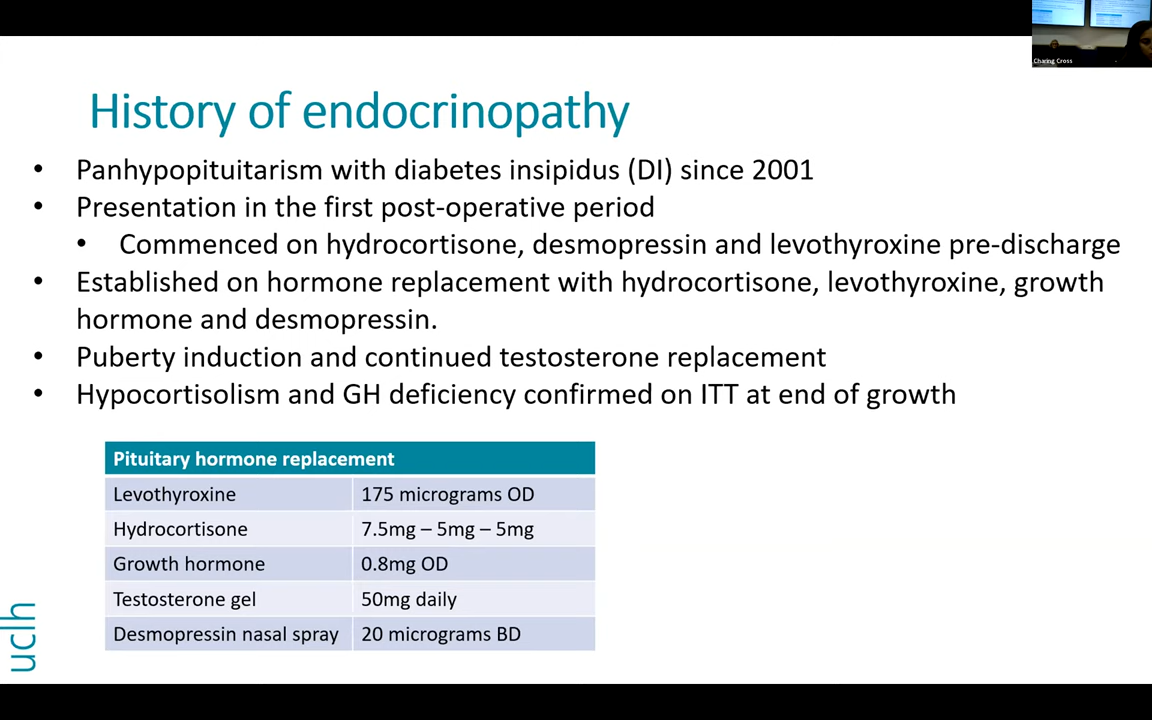 Charing Cross
History of endocrinopathy
• Panhypopituitarism with diabetes insipidus (DI) since 2001
• Presentation in the first post-operative period
• Commenced on hydrocortisone, desmopressin and levothyroxine pre-discharge
• Established on hormone replacement with hydrocortisone, levothyroxine, growth
hormone and desmopressin.
• Puberty induction and continued testosterone replacement
• Hypocortisolism and GH deficiency confirmed on ITT at end of growth
Pituitary hormone replacement
Levothyroxine 175 micrograms OD
Hydrocortisone 7.5mg – 5mg – 5mg
Growth hormone 0.8mg OD
Testosterone gel 50mg daily
Desmopressin nasal spray 20 micrograms BD
uclh